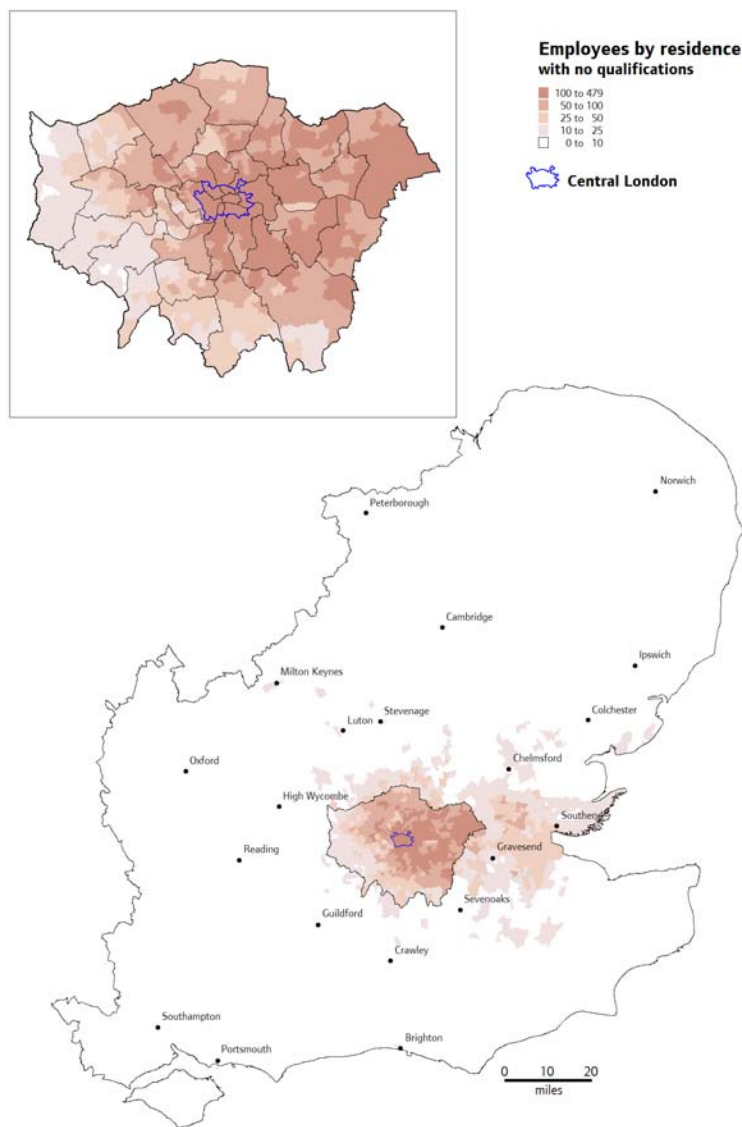 Employees by residence
with no qualifications
100 to 479
50 to 100
25 to 50
10 to 25
0 to 10
Central London
Norwich
Peterborough
Cambridge
Ipswich
Milton Keynes
Colchester
Stevenage
Luton
Chelmsford
Oxford
High Wycombe
Southend
Reading
Gravesend
Sevenoaks
Guildford
Crawley
Southampton
Brighton
Portsmouth
0 10 20
miles